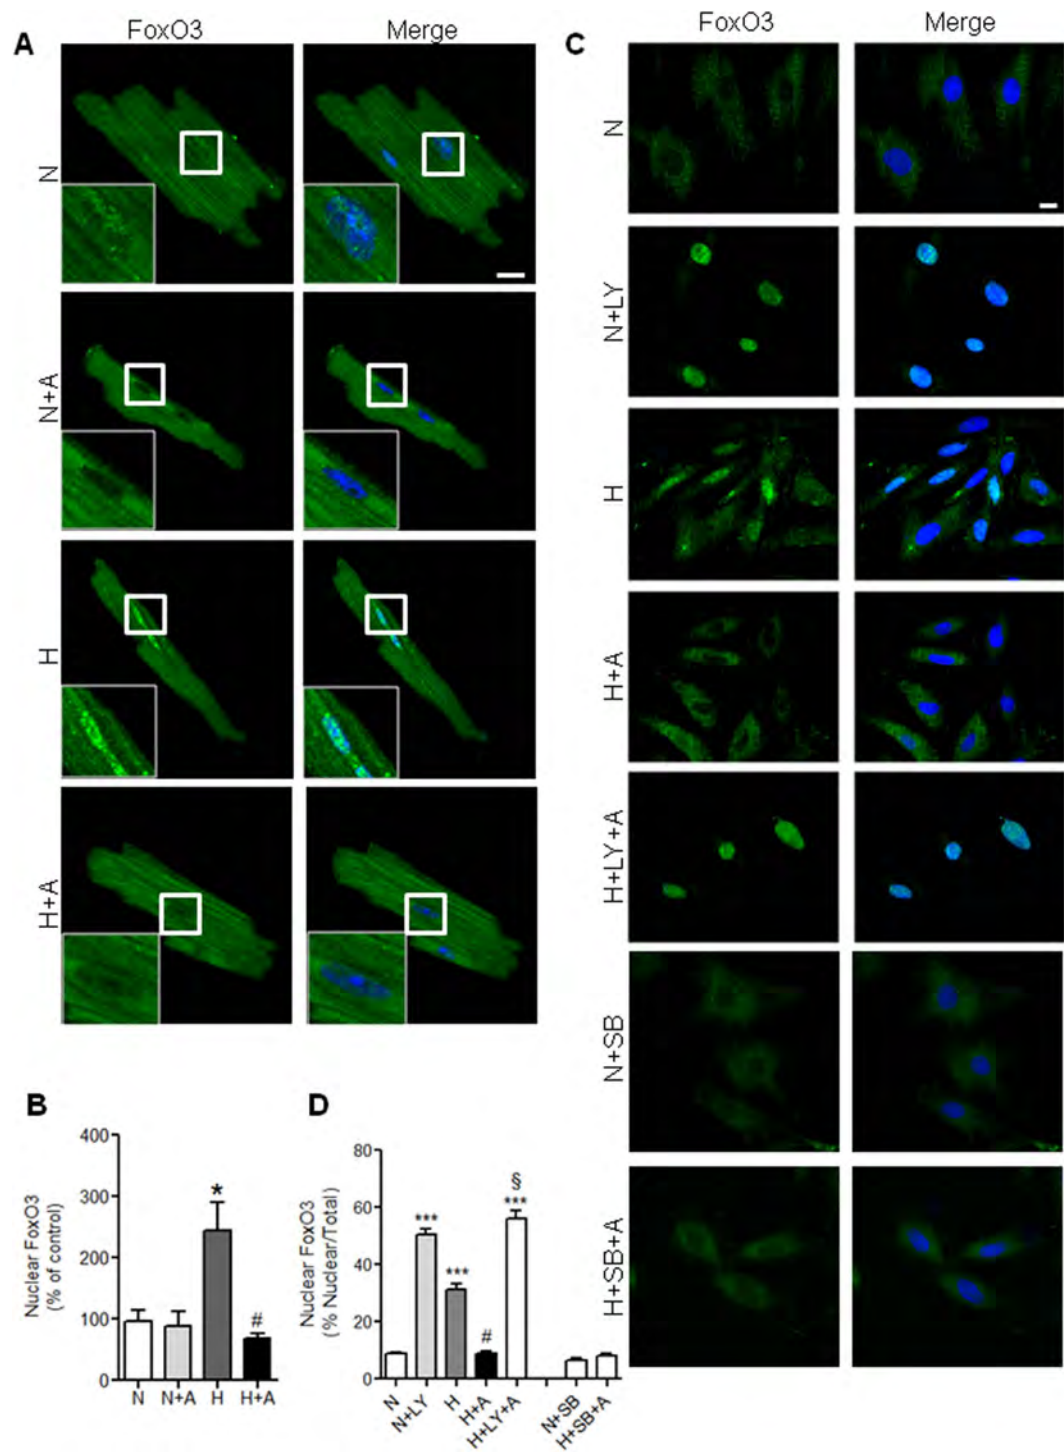 A
FoxO3 Merge
N
N+A
H
H+A
C
FoxO3 Merge
N
N+LY
H
H+A
H+LY+A
N+SB
H+SB+A
B
Nuclear FoxO3
(% of control)
400
300
200
100
0
*
#
N N+A H H+A
D
Nuclear FoxO3
(% Nuclear/Total)
80
60
40
20
0
***
***
#
§
***
N N+LY H H+A H+LY+A N+SB H+SB+A